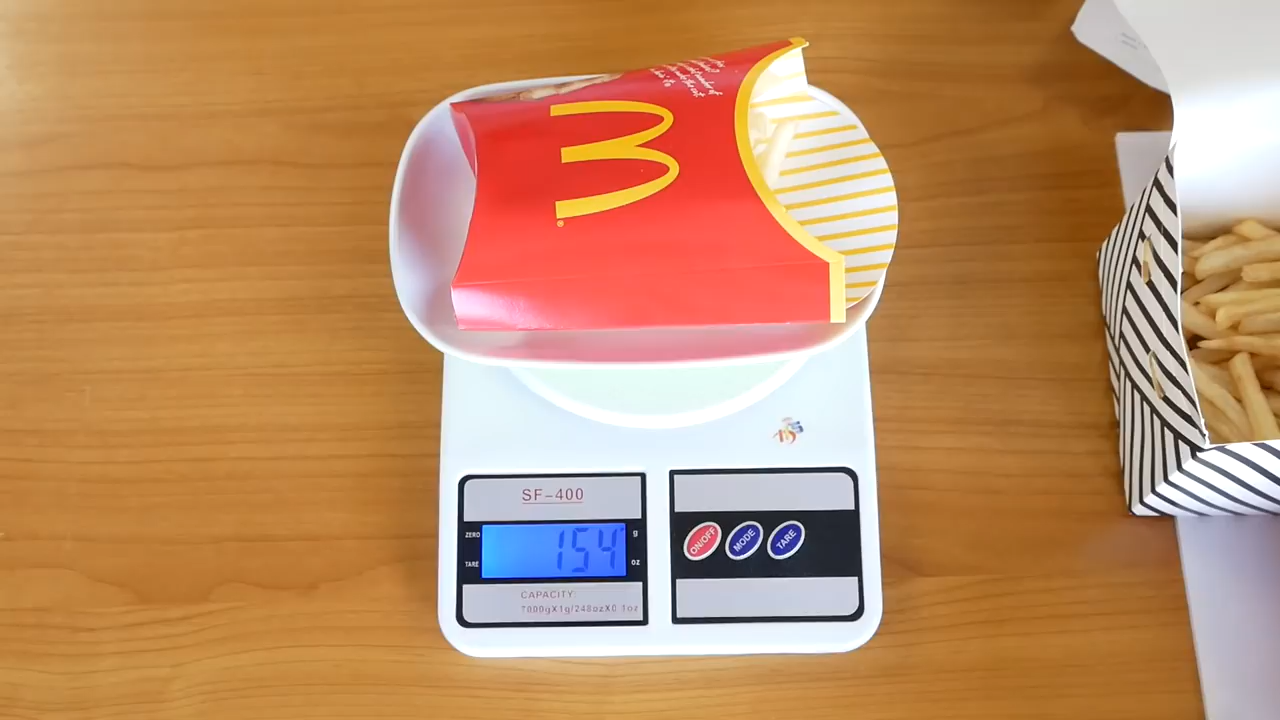 M
SF-400
ZERO
TARE
154
g
oz
CAPACITY:
7000gX1g/248ozX0.1oz
ON/OFF
MODE
TARE